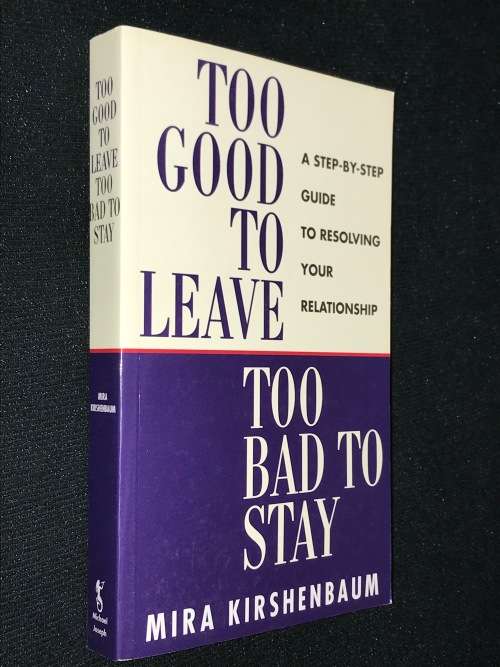 TOO
GOOD
TO
LEAVE
TOO
BAD TO
STAY
MIRA
KIRSHENBAUM
Michael
Joseph
TOO
GOOD
TO
LEAVE
A STEP-BY-STEP
GUIDE
TO RESOLVING
YOUR
RELATIONSHIP
TOO
BAD TO
STAY
MIRA KIRSHENBAUM